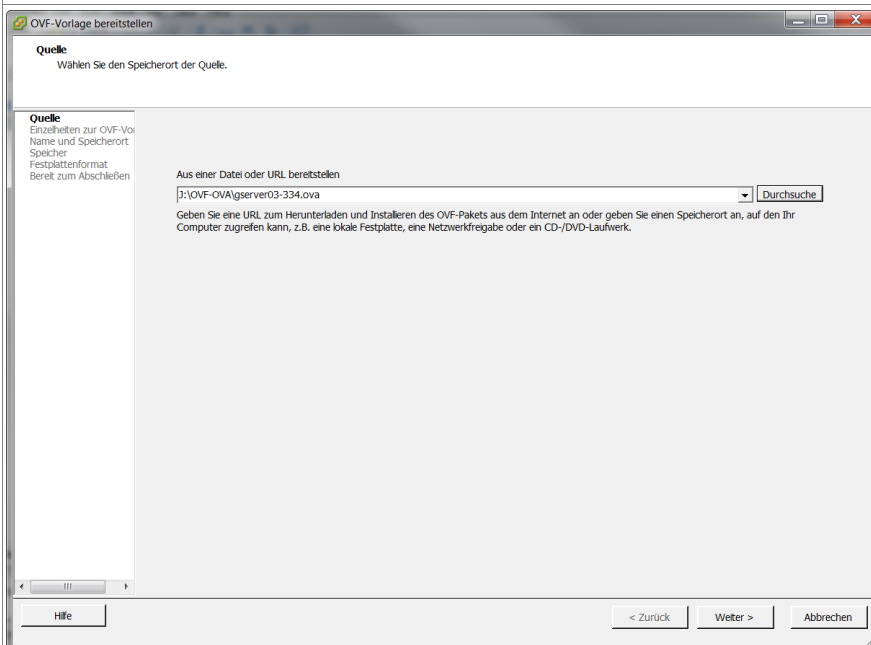 OVF-Vorlage bereitstellen
Quelle
Wählen Sie den Speicherort der Quelle.
Quelle
Einzelheiten zur OVF-Vor
Name und Speicherort
Speicher
Festplattenformat
Bereit zum Abschließen
Aus einer Datei oder URL bereitstellen
J:\OVF-OVA\gserver03-334.ova
Durchsuche
Geben Sie eine URL zum Herunterladen und Installieren des OVF-Pakets aus dem Internet an oder geben Sie einen Speicherort an, auf den Ihr
Computer zugreifen kann, z.B. eine lokale Festplatte, eine Netzwerkfreigabe oder ein CD-/DVD-Laufwerk.
Hilfe
< Zurück
Weiter >
Abbrechen